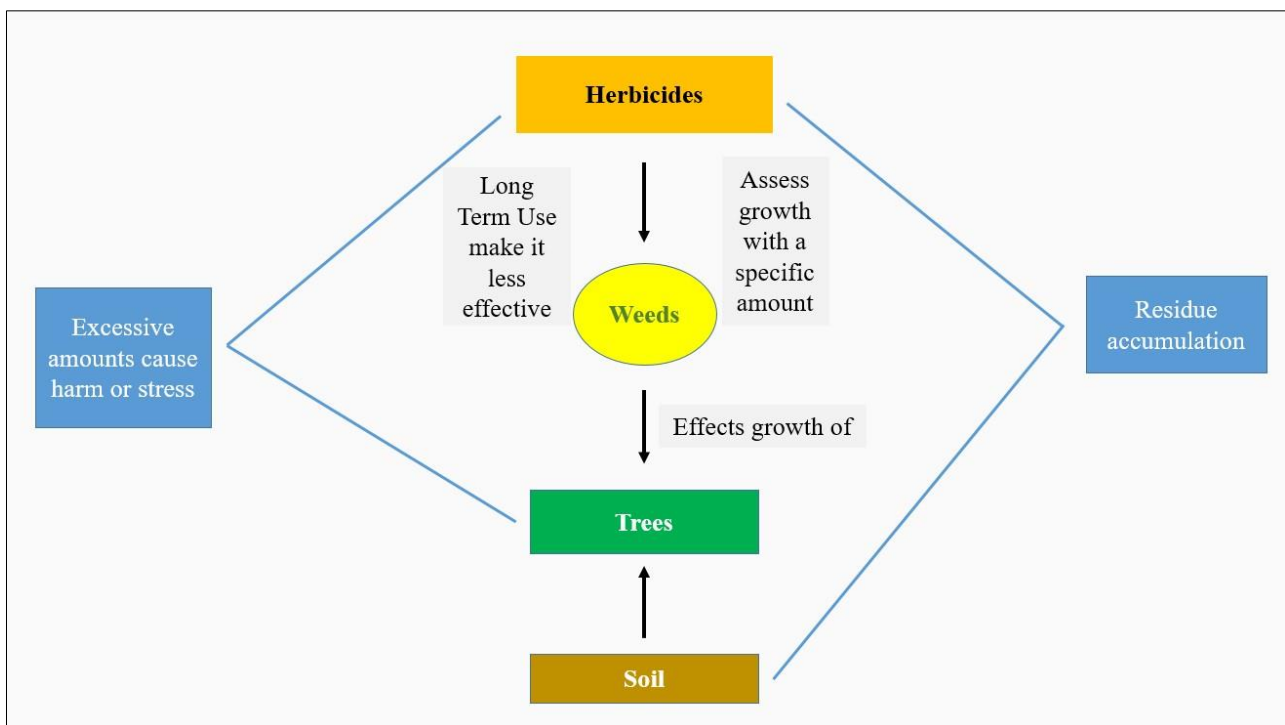 Herbicides
Long
Term Use
make it
less
effective
Assess
growth
with a
specific
amount
Weeds
Excessive
amounts cause
harm or stress
Residue
accumulation
Effects growth of
Trees
Soil